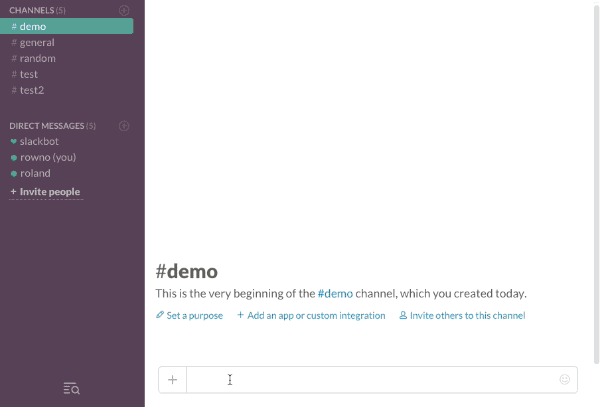 CHANNELS (5)
# demo
# general
# random
# test
# test2
DIRECT MESSAGES (5)
slackbot
rowno (you)
roland
+ Invite people
#demo
This is the very beginning of the #demo channel, which you created today.
Set a purpose + Add an app or custom integration Invite others to this channel